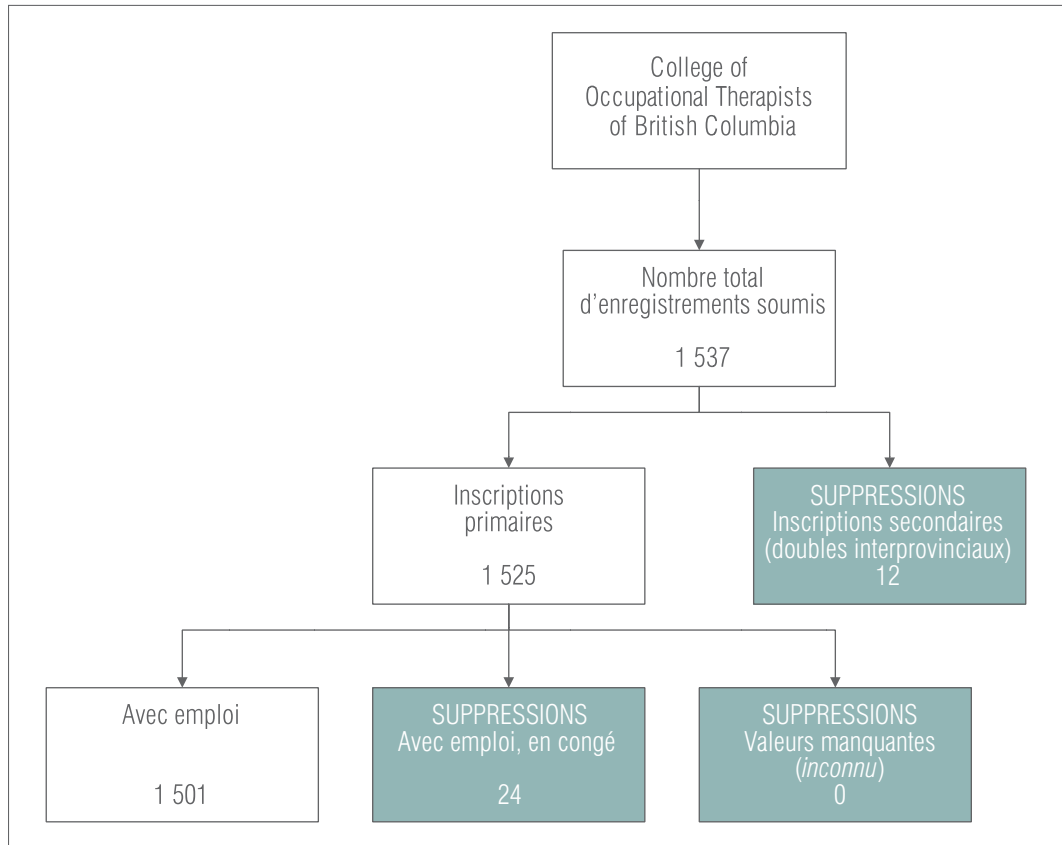 College of
Occupational Therapists
of British Columbia
Nombre total
d'enregistrements soumis
1 537
Inscriptions
primaires
1 525
SUPPRESSIONS
Inscriptions secondaires
(doubles interprovinciaux)
12
Avec emploi
1 501
SUPPRESSIONS
Avec emploi, en congé
24
SUPPRESSIONS
Valeurs manquantes
(inconnu)
0